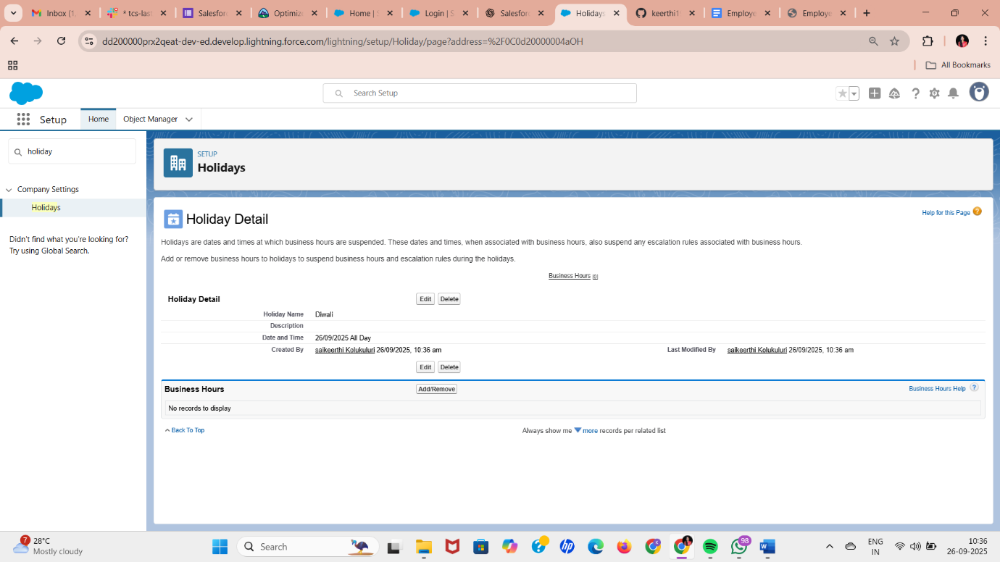 Inbox (1,
* tcs-last
Salesfor
Optimiz
Home | S
Login | S
Salesfor
Holidays
keerthi1
Employe
Employe
dd200000prx2qeat-dev-ed.develop.lightning.force.com/lightning/setup/Holiday/page?address=%2F0C0d20000004aOH
All Bookmarks
Search Setup
Setup
Home
Object Manager
holiday
Company Settings
Holidays
Didn't find what you're looking for?
Try using Global Search.
SETUP
Holidays
Holiday Detail
Help for this Page
Holidays are dates and times at which business hours are suspended. These dates and times, when associated with business hours, also suspend any escalation rules associated with business hours.
Add or remove business hours to holidays to suspend business hours and escalation rules during the holidays.
Business Hours [0]
Holiday Detail
Edit Delete
Holiday Name Diwali
Description
Date and Time 26/09/2025 All Day
Created By saikeerthi Kolukuluri 26/09/2025, 10:36 am Last Modified By saikeerthi Kolukuluri 26/09/2025, 10:36 am
Edit Delete
Business Hours Add/Remove Business Hours Help ?
No records to display
Back To Top Always show me more records per related list
7
28°C
Mostly cloudy
Search
98
ENG
IN
10:36
26-09-2025